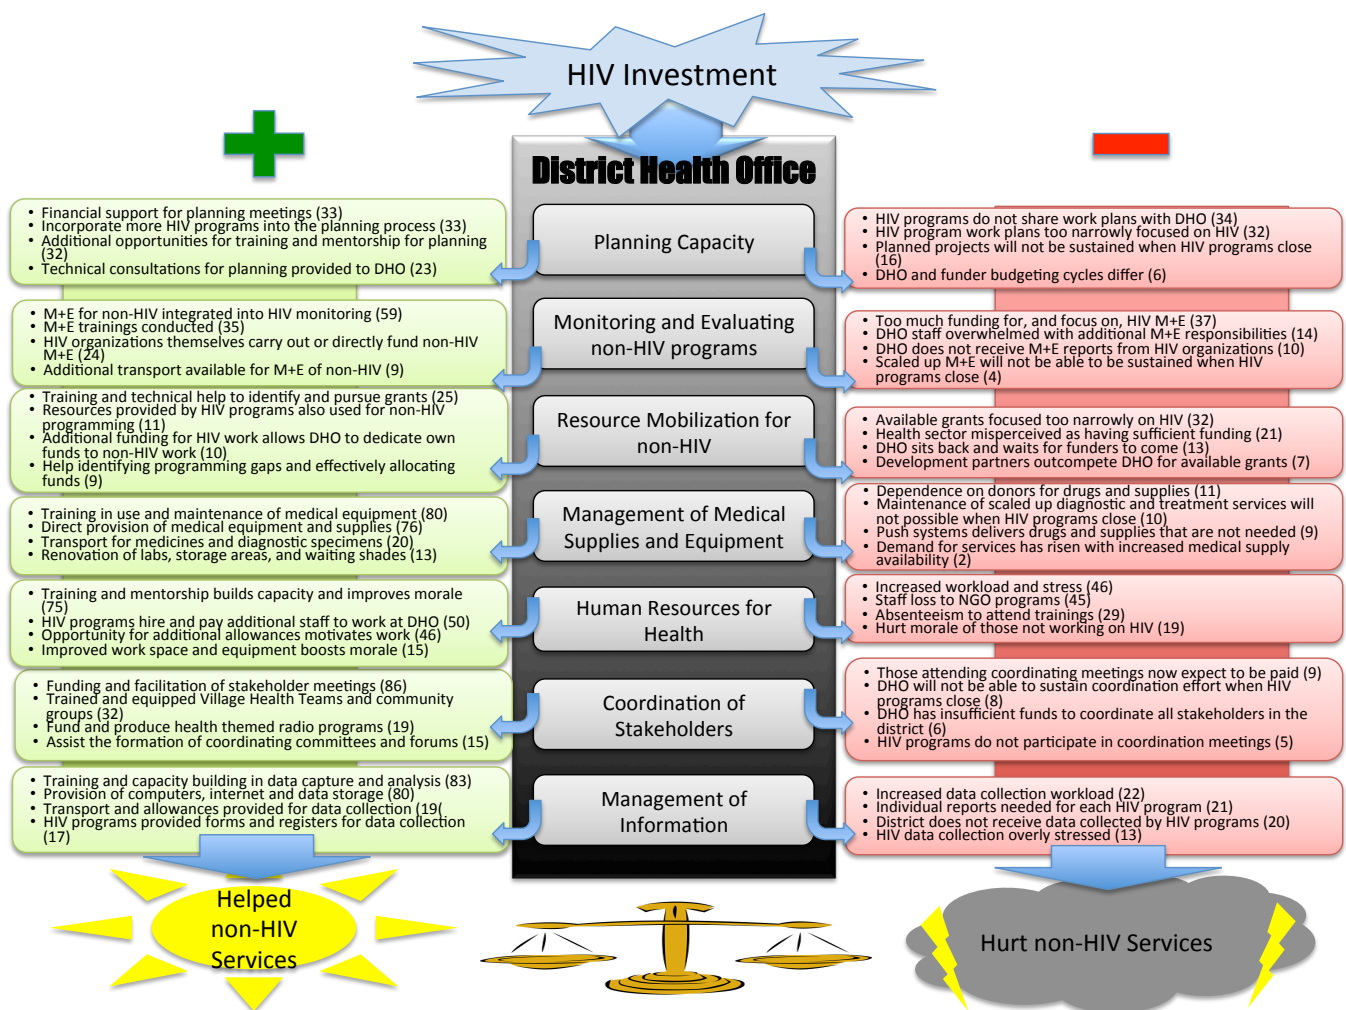 HIV Investment
District Health Office
• Financial support for planning meetings (33)
• Incorporate more HIV programs into the planning process (33)
• Additional opportunities for training and mentorship for planning
(32)
• Technical consultations for planning provided to DHO (23)
Planning Capacity
• HIV programs do not share work plans with DHO (34)
• HIV program work plans too narrowly focused on HIV (32)
• Planned projects will not be sustained when HIV programs close
(16)
• DHO and funder budgeting cycles differ (6)
• M+E for non-HIV integrated into HIV monitoring (59)
• M+E trainings conducted (35)
• HIV organizations themselves carry out or directly fund non-HIV
M+E (24)
• Additional transport available for M+E of non-HIV (9)
Monitoring and Evaluating
non-HIV programs
• Too much funding for, and focus on, HIV M+E (37)
• DHO staff overwhelmed with additional M+E responsibilities (14)
• DHO does not receive M+E reports from HIV organizations (10)
• Scaled up M+E will not be able to be sustained when HIV
programs close (4)
• Training and technical help to identify and pursue grants (25)
• Resources provided by HIV programs also used for non-HIV
programming (11)
• Additional funding for HIV work allows DHO to dedicate own
funds to non-HIV work (10)
• Help identifying programming gaps and effectively allocating
funds (9)
Resource Mobilization for
non-HIV
• Available grants focused too narrowly on HIV (32)
• Health sector misperceived as having sufficient funding (21)
• DHO sits back and waits for funders to come (13)
• Development partners outcompete DHO for available grants (7)
• Training in use and maintenance of medical equipment (80)
• Direct provision of medical equipment and supplies (76)
• Transport for medicines and diagnostic specimens (20)
• Renovation of labs, storage areas, and waiting shades (13)
Management of Medical
Supplies and Equipment
• Dependence on donors for drugs and supplies (11)
• Maintenance of scaled up diagnostic and treatment services will
not possible when HIV programs close (10)
• Push systems delivers drugs and supplies that are not needed (9)
• Demand for services has risen with increased medical supply
availability (2)
• Training and mentorship builds capacity and improves morale
(75)
• HIV programs hire and pay additional staff to work at DHO (50)
• Opportunity for additional allowances motivates work (46)
• Improved work space and equipment boosts morale (15)
Human Resources for
Health
• Increased workload and stress (46)
• Staff loss to NGO programs (45)
• Absenteeism to attend trainings (29)
• Hurt morale of those not working on HIV (19)
• Funding and facilitation of stakeholder meetings (86)
• Trained and equipped Village Health Teams and community
groups (32)
• Fund and produce health themed radio programs (19)
• Assist the formation of coordinating committees and forums (15)
Coordination of
Stakeholders
• Those attending coordinating meetings now expect to be paid (9)
• DHO will not be able to sustain coordination effort when HIV
programs close (8)
• DHO has insufficient funds to coordinate all stakeholders in the
district (6)
• HIV programs do not participate in coordination meetings (5)
• Training and capacity building in data capture and analysis (83)
• Provision of computers, internet and data storage (80)
• Transport and allowances provided for data collection (19(
• HIV programs provided forms and registers for data collection
(17)
Management of
Information
• Increased data collection workload (22)
• Individual reports needed for each HIV program (21)
• District does not receive data collected by HIV programs (20)
• HIV data collection overly stressed (13)
Helped
non-HIV
Services
Hurt non-HIV Services